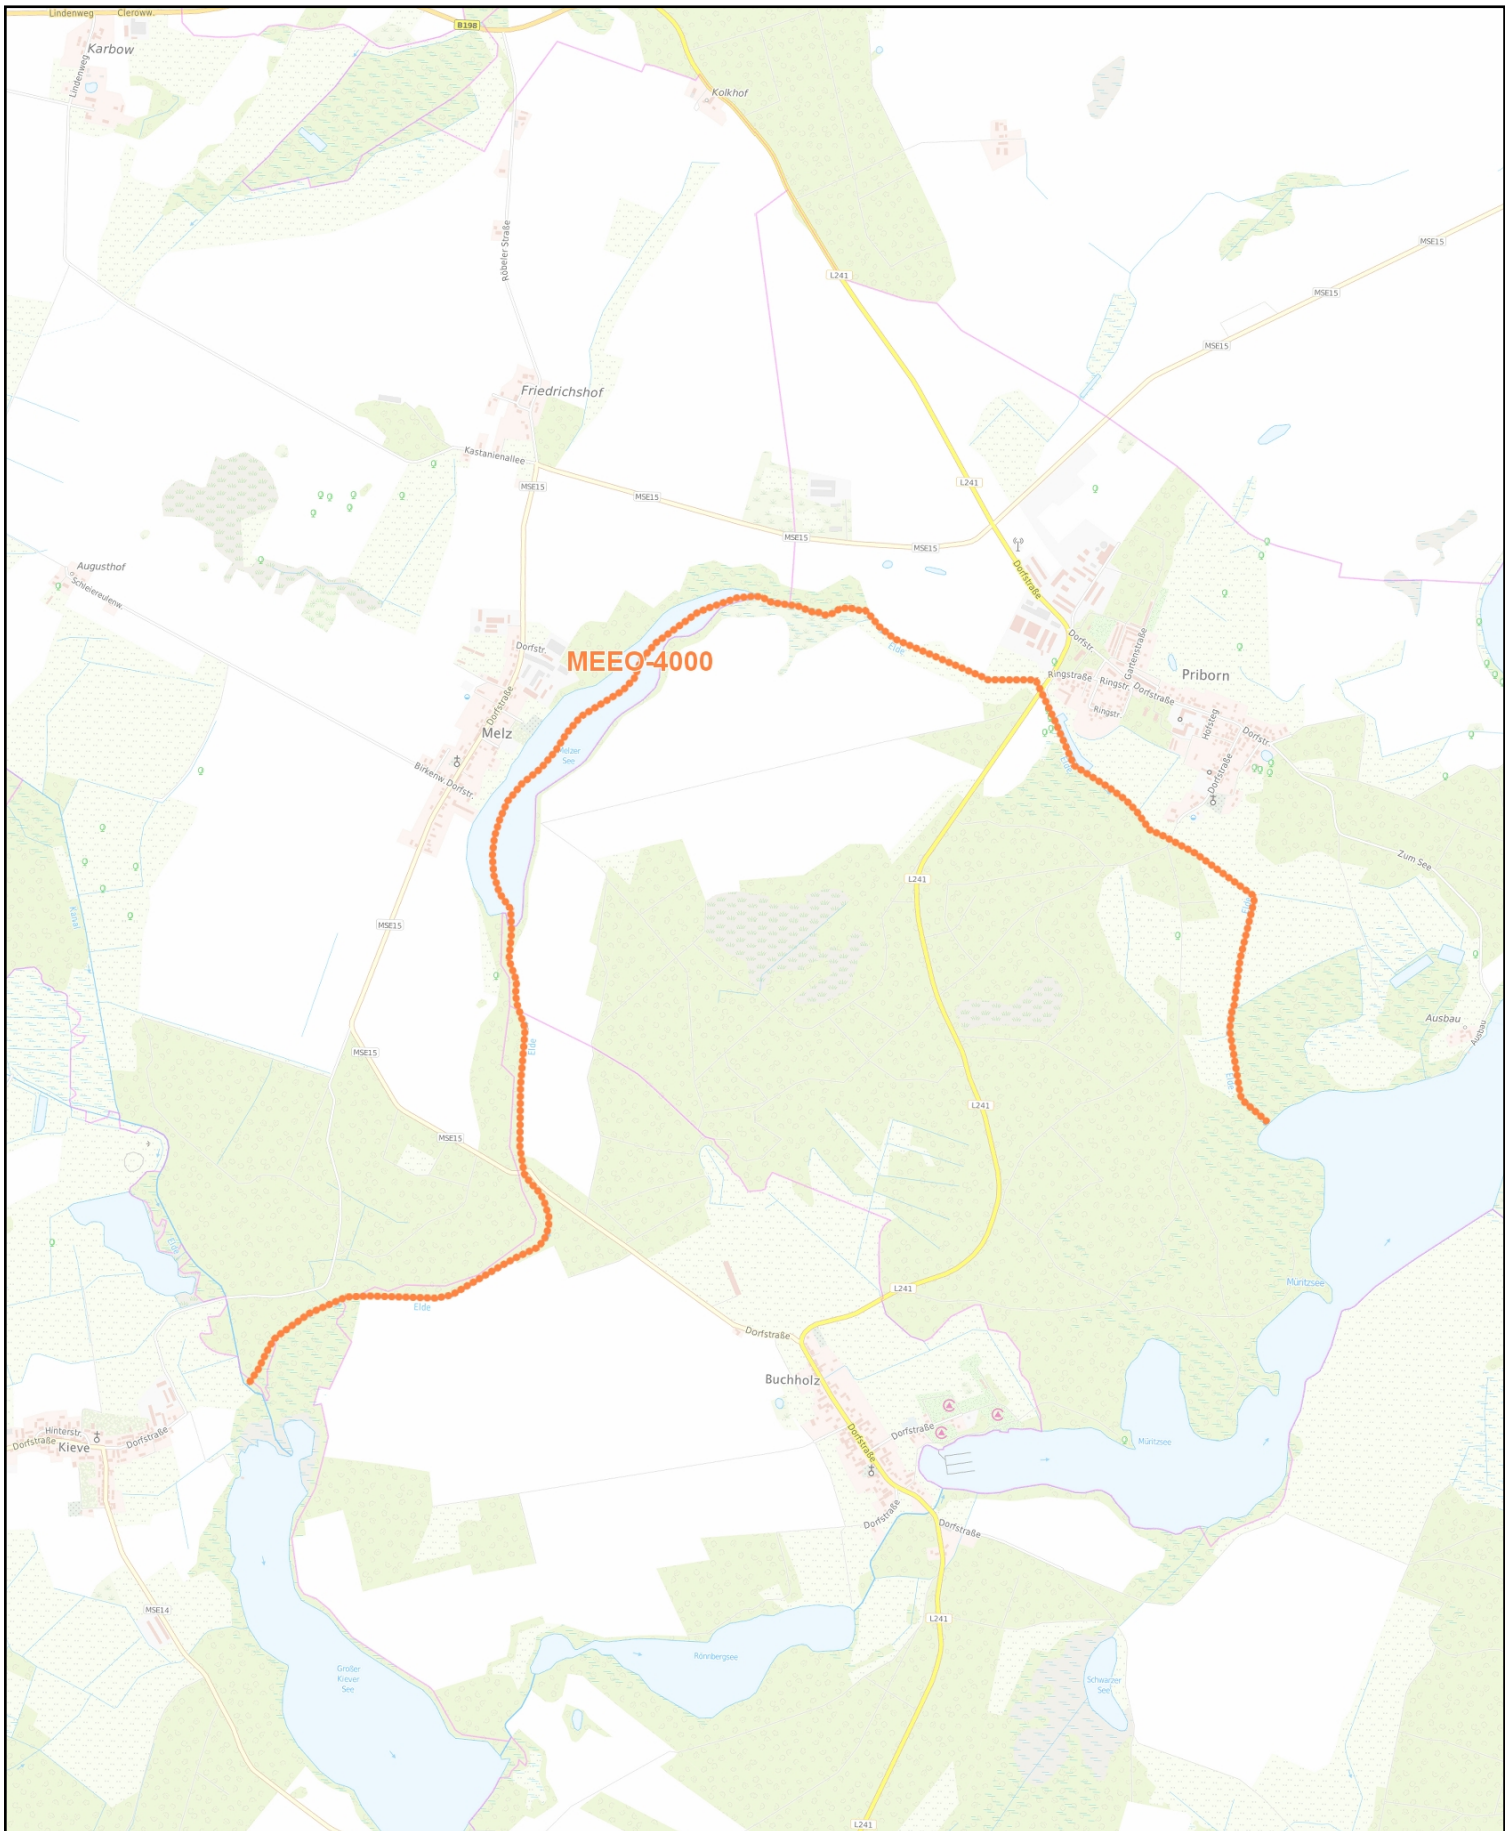 Lindenweg
Cleroww.
B198
Karbow
Lindenweg
Kolkhof
Röbeler Straße
L241
MSE15
MSE15
MSE15
Friedrichshof
Kastanienallee
MSE15
MSE15
L241
MSE15
MSE15
Augusthof
Schleiereulenw.
Dorfstraße
Dorfstr.
Dorfstr.
MEEO-4000
Elde
Gartenstraße
Ringstraße
Ringstr.
Dorfstraße
Priborn
Dorfstraße
Ringstr.
Hofsteg
Dorfstr.
Melz
See
Elde
Birkenw.
Dorfstr.
Dorfstraße
Zum See
L241
Kanal
MSE15
Elde
Ausbau
Ausbau
Elde
MSE15
Elde
L241
MSE15
Elde
Müritzsee
L241
Elde
Dorfstraße
Buchholz
Dorfstraße
Dorfstraße
Hinterstr.
Dorfstraße
Kieve
Dorfstraße
Müritzsee
Dorfstraße
Dorfstraße
MSE14
L241
Großer
Kiever
See
Rönnbergsee
Schwarzer
See
L241